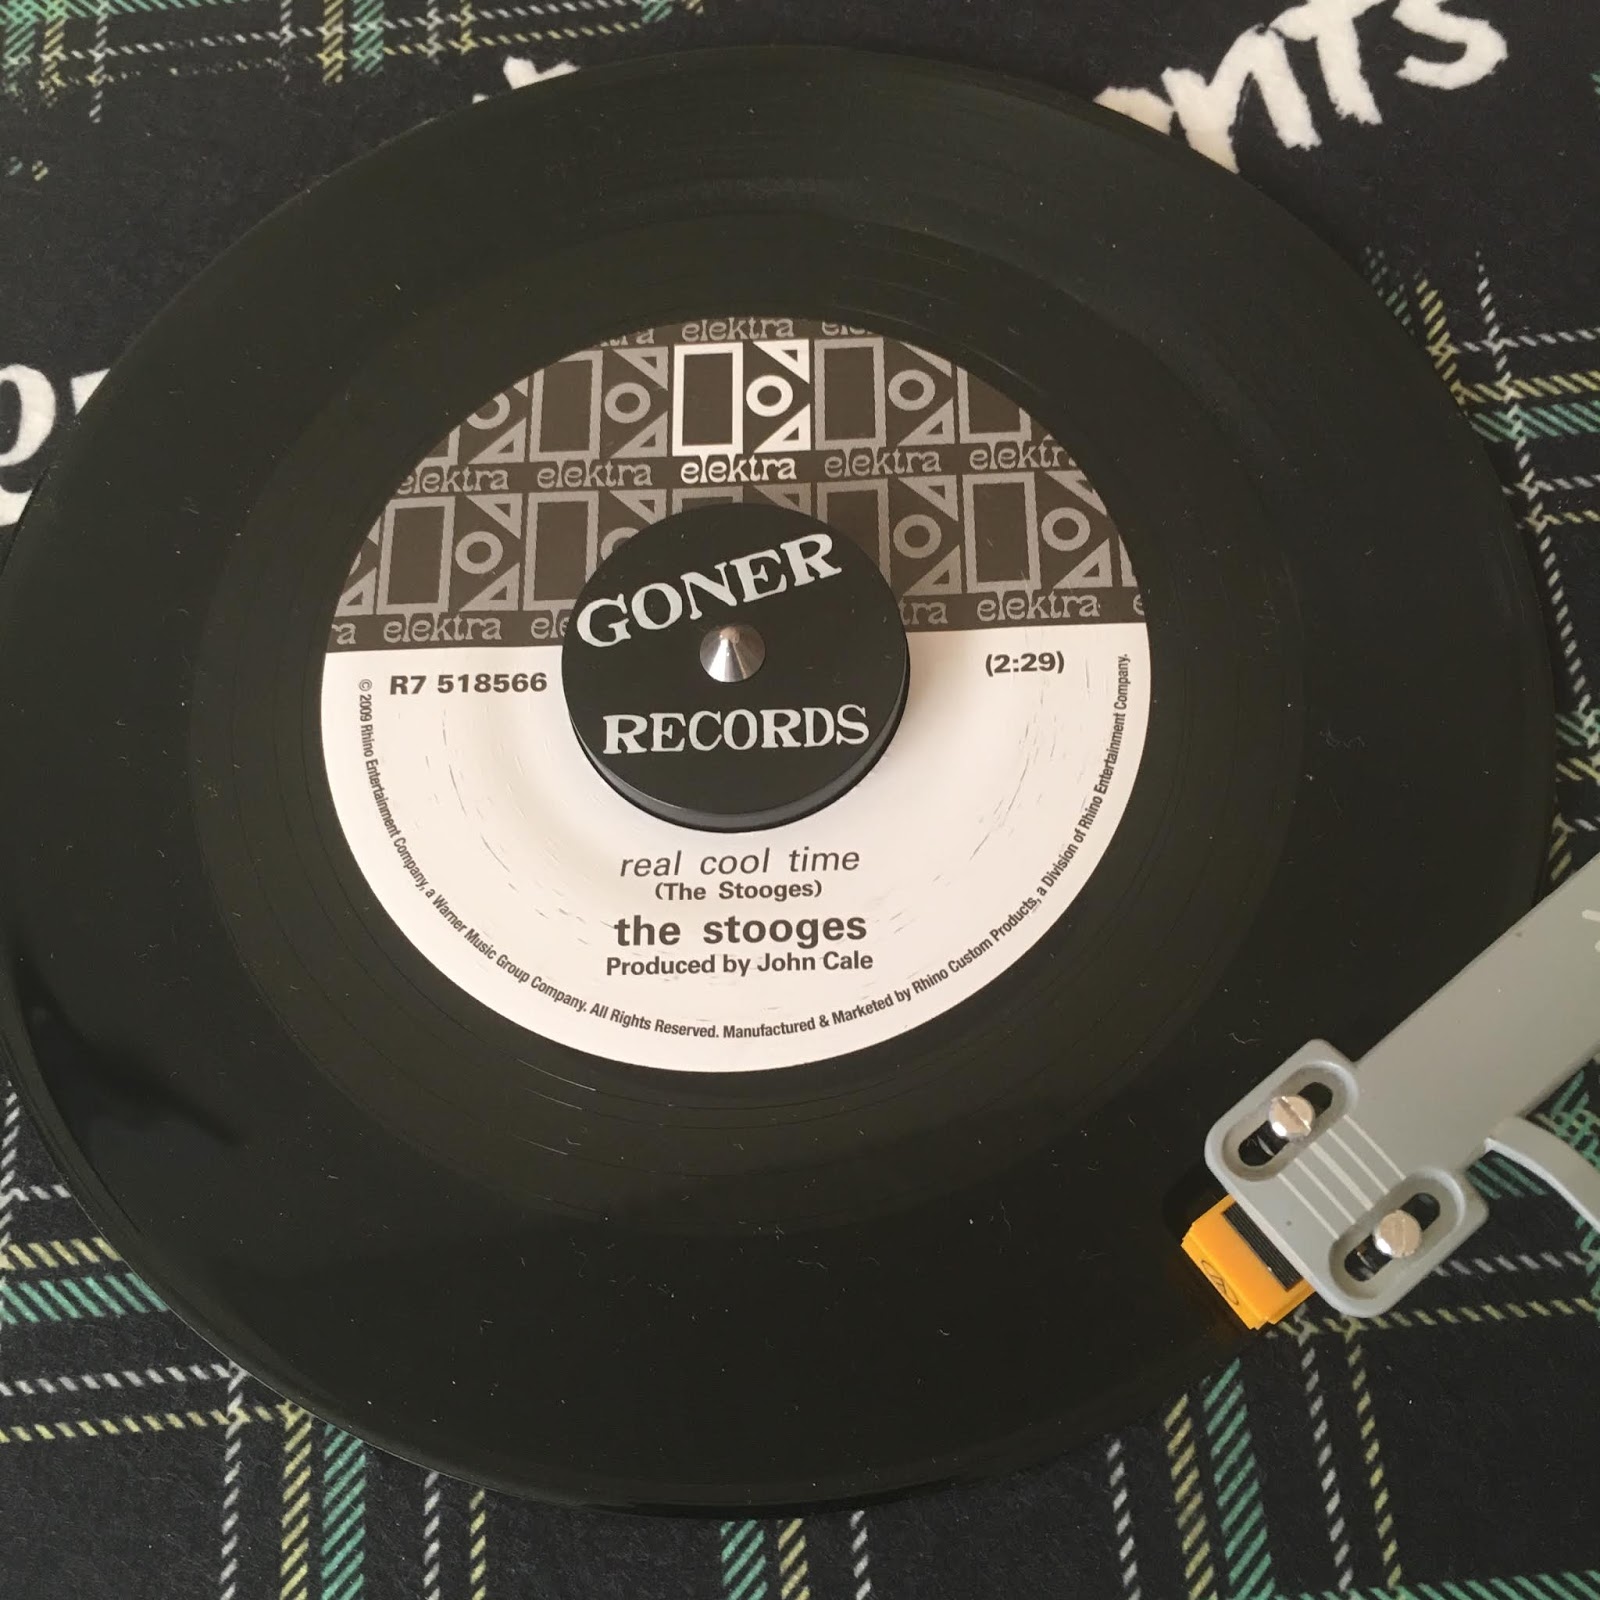 onts
elektra
elektra elektra elektra elektra elektra
elektra elektra
GONER
RECORDS
R7 518566
(2:29)
real cool time
(The Stooges)
the stooges
Produced by John Cale
© 2009 Rhino Entertainment Company, a Warner Music Group Company. All Rights Reserved. Manufactured & Marketed by Rhino Custom Products, a Division of Rhino Entertainment Company.